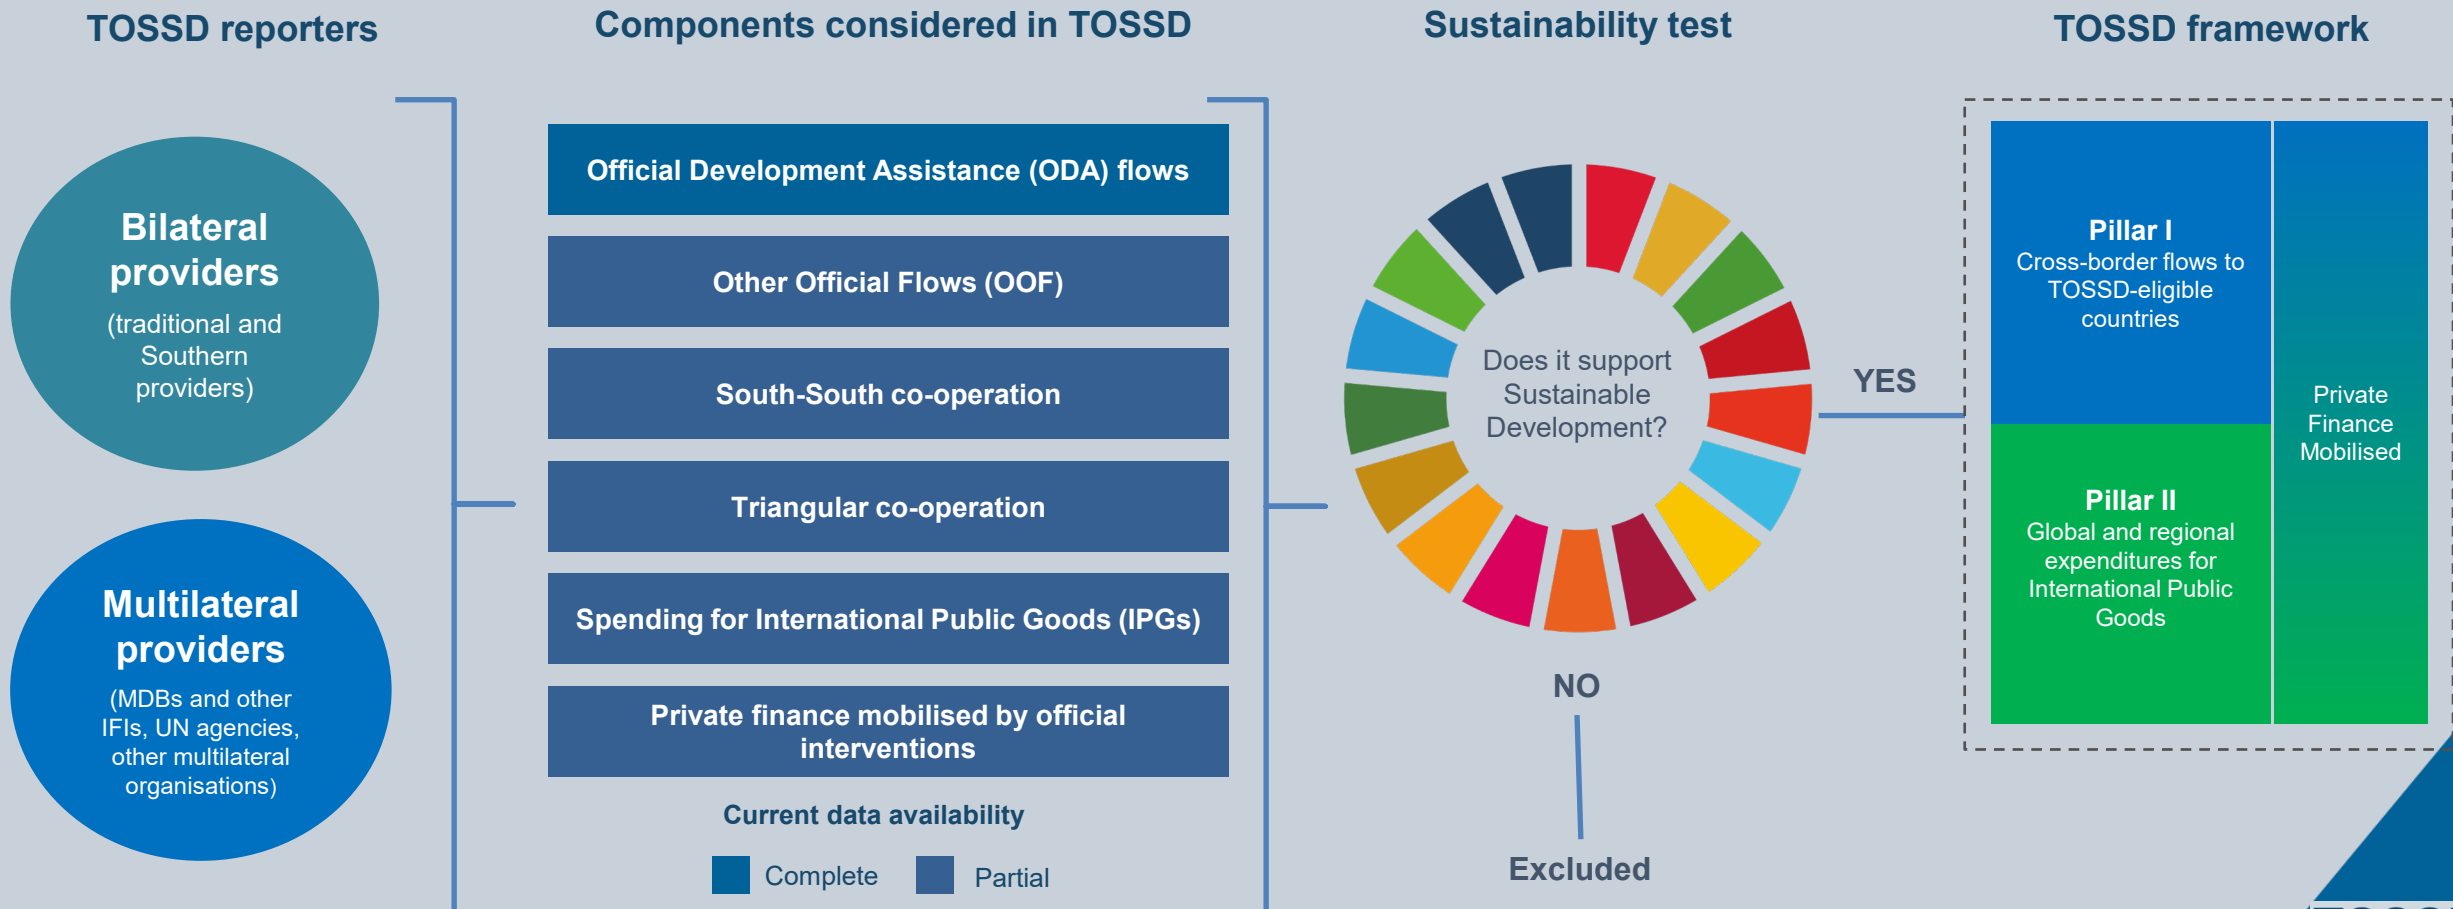 TOSSD reporters
Components considered in TOSSD
Sustainability test
TOSSD framework
Bilateral
providers
(traditional and
Southern
providers)
Multilateral
providers
(MDBs and other
IFIs, UN agencies,
other multilateral
organisations)
Official Development Assistance (ODA) flows
Other Official Flows (OOF)
South-South co-operation
Triangular co-operation
Spending for International Public Goods (IPGs)
Private finance mobilised by official
interventions
Current data availability
Complete
Partial
Does it support
Sustainable
Development?
YES
NO
Excluded
Pillar I
Cross-border flows to
TOSSD-eligible
countries
Pillar II
Global and regional
expenditures for
International Public
Goods
Private
Finance
Mobilised